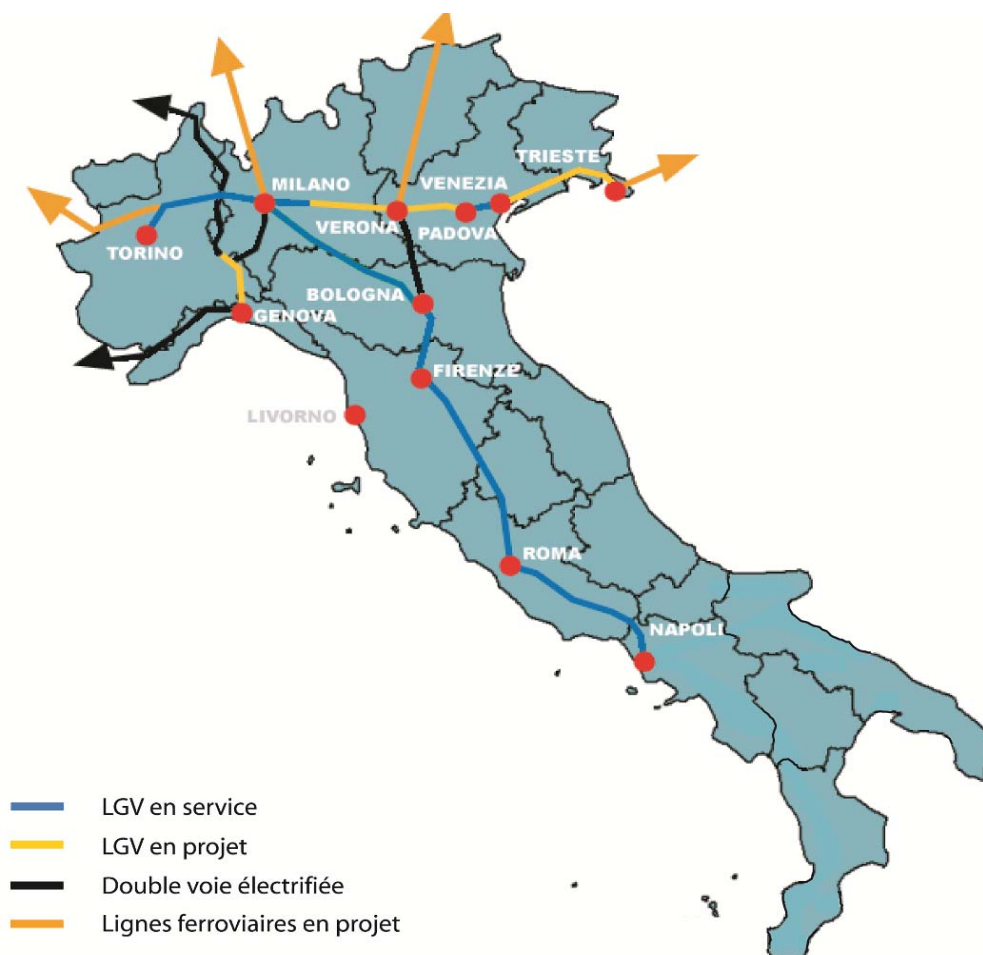 TRIESTE
MILANO
VENEZIA
VERONA
PADOVA
TORINO
BOLOGNA
GENOVA
FIRENZE
LIVORNO
ROMA
NAPOLI
LGV en service
LGV en projet
Double voie électrifiée
Lignes ferroviaires en projet